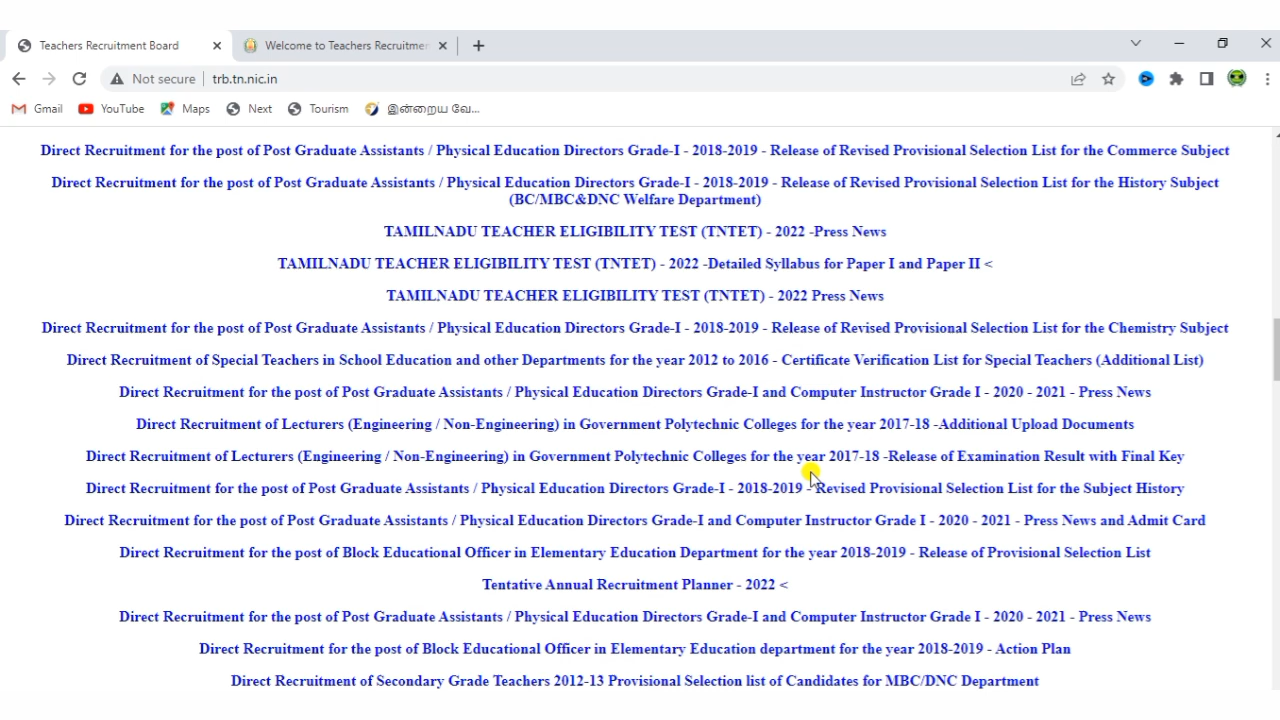 Teachers Recruitment Board
Welcome to Teachers Recruitmen
Not secure trb.tn.nic.in
Gmail YouTube Maps Next Tourism இன்றைய வே...
Direct Recruitment for the post of Post Graduate Assistants / Physical Education Directors Grade-I - 2018-2019 - Release of Revised Provisional Selection List for the Commerce Subject
Direct Recruitment for the post of Post Graduate Assistants / Physical Education Directors Grade-I - 2018-2019 - Release of Revised Provisional Selection List for the History Subject
(BC/MBC&DNC Welfare Department)
TAMILNADU TEACHER ELIGIBILITY TEST (TNTET) - 2022 -Press News
TAMILNADU TEACHER ELIGIBILITY TEST (TNTET) - 2022 -Detailed Syllabus for Paper I and Paper II <
TAMILNADU TEACHER ELIGIBILITY TEST (TNTET) - 2022 Press News
Direct Recruitment for the post of Post Graduate Assistants / Physical Education Directors Grade-I - 2018-2019 - Release of Revised Provisional Selection List for the Chemistry Subject
Direct Recruitment of Special Teachers in School Education and other Departments for the year 2012 to 2016 - Certificate Verification List for Special Teachers (Additional List)
Direct Recruitment for the post of Post Graduate Assistants / Physical Education Directors Grade-I and Computer Instructor Grade I - 2020 - 2021 - Press News
Direct Recruitment of Lecturers (Engineering / Non-Engineering) in Government Polytechnic Colleges for the year 2017-18 -Additional Upload Documents
Direct Recruitment of Lecturers (Engineering / Non-Engineering) in Government Polytechnic Colleges for the year 2017-18 -Release of Examination Result with Final Key
Direct Recruitment for the post of Post Graduate Assistants / Physical Education Directors Grade-I - 2018-2019 - Revised Provisional Selection List for the Subject History
Direct Recruitment for the post of Post Graduate Assistants / Physical Education Directors Grade-I and Computer Instructor Grade I - 2020 - 2021 - Press News and Admit Card
Direct Recruitment for the post of Block Educational Officer in Elementary Education Department for the year 2018-2019 - Release of Provisional Selection List
Tentative Annual Recruitment Planner - 2022 <
Direct Recruitment for the post of Post Graduate Assistants / Physical Education Directors Grade-I and Computer Instructor Grade I - 2020 - 2021 - Press News
Direct Recruitment for the post of Block Educational Officer in Elementary Education department for the year 2018-2019 - Action Plan
Direct Recruitment of Secondary Grade Teachers 2012-13 Provisional Selection list of Candidates for MBC/DNC Department